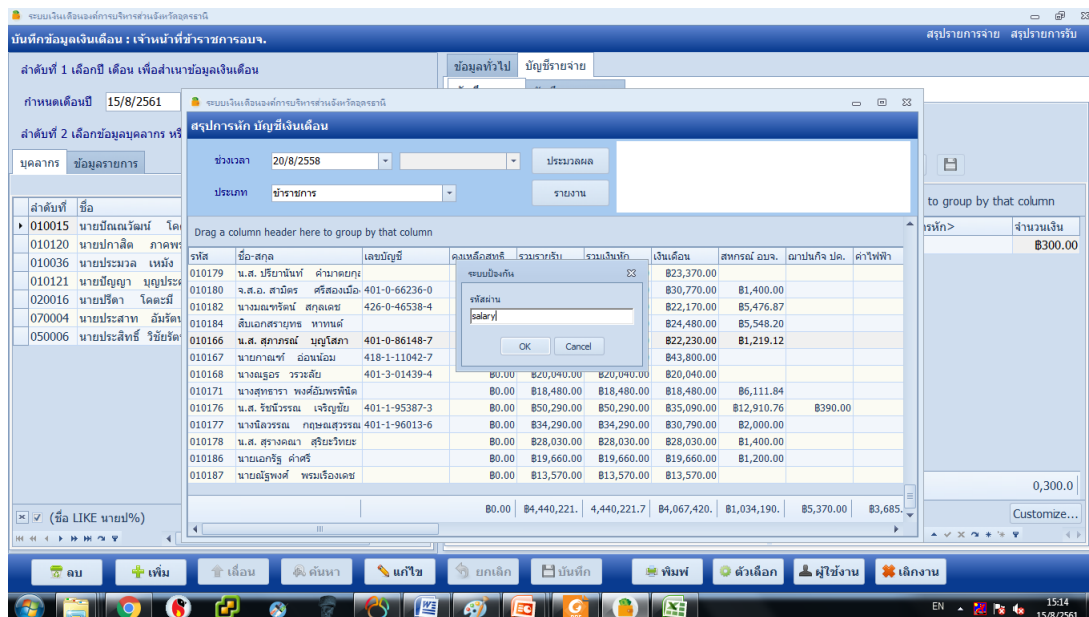 ระบบเงินเดือนองค์การบริหารส่วนจังหวัดอุดรธานี
บันทึกข้อมูลเงินเดือน : เจ้าหน้าที่ข้าราชการอบจ.
สรุปรายการจ่าย สรุปรายการรับ
ลำดับที่ 1 เลือกปี เดือน เพื่อสำเนาข้อมูลเงินเดือน
ข้อมูลทั่วไป บัญชีรายจ่าย
กำหนดเดือนปี 15/8/2561
ลำดับที่ 2 เลือกข้อมูลบุคลากร
บุคลากร ข้อมูลรายการ
ลำดับที่ ชื่อ
010015 นายปัณณวัฒน์
010120 นายปกาสิต
010036 นายประมวล เหมัง
010121 นายปัญญา
020016 นายปรีดา โคตะมี
070004 นายประสาท
050006 นายประสิทธิ์
(ชื่อ LIKE นายป%)
ระบบเงินเดือนองค์การบริหารส่วนจังหวัดอุดรธานี
สรุปการหัก บัญชีเงินเดือน
ช่วงเวลา 20/8/2558 ประมวลผล
ประเภท ข้าราชการ รายงาน
Drag a column header here to group by that column
รหัส ชื่อ-สกุล เลขบัญชี คงเหลือสุทธิ รวมรายรับ รวมเงินหัก เงินเดือน สหกรณ์ อบจ. ฌาปนกิจ ปค. ค่าไฟฟ้า
010179 น.ส. ปริยานันท์ ฿23,370.00
010180 จ.ส.อ. สามิตร ศรีสองเมือง 401-0-66236-0 ฿30,770.00 ฿1,400.00
010182 นางมณฑรัตน์ สกุลเดช 426-0-46538-4 ฿22,170.00 ฿5,476.87
010184 สิบเอกสรายุทธ หาทนต์ ฿24,480.00 ฿5,548.20
010166 น.ส. สุภาภรณ์ บุญโสภา 401-0-86148-7 ฿22,230.00 ฿1,219.12
010167 นายกาณฑ์ อ่อนน้อม 418-1-11042-7 ฿43,800.00
010168 นางณฐอร วรวะลัย 401-3-01439-4 ฿0.00 ฿20,040.00 ฿20,040.00 ฿20,040.00
010171 นางสุทธารา พงศ์อัมพรพินิต ฿0.00 ฿18,480.00 ฿18,480.00 ฿18,480.00 ฿6,111.84
010176 น.ส. รัชนีวรรณ เจริญชัย 401-1-95387-3 ฿0.00 ฿50,290.00 ฿50,290.00 ฿35,090.00 ฿12,910.76 ฿390.00
010177 นางนิลวรรณ กฤษณสุวรรณ 401-1-96013-6 ฿0.00 ฿34,290.00 ฿34,290.00 ฿30,790.00 ฿2,000.00
010178 น.ส. สุรางคณา สุริยะวิทยะ ฿0.00 ฿28,030.00 ฿28,030.00 ฿28,030.00 ฿1,400.00
010186 นายเอกรัฐ คำศรี ฿0.00 ฿19,660.00 ฿19,660.00 ฿19,660.00 ฿1,200.00
010187 นายณัฐพงศ์ พรมเรืองเดช ฿0.00 ฿13,570.00 ฿13,570.00 ฿13,570.00
฿0.00 ฿4,440,221. 4,440,221.7 ฿4,067,420. ฿1,034,190. ฿5,370.00 ฿3,685.
ระบบป้องกัน
รหัสผ่าน
salary
OK Cancel
to group by that column
จำนวนเงิน
฿300.00
0,300.0
Customize...
ลบ เพิ่ม เลื่อน ค้นหา แก้ไข ยกเลิก บันทึก พิมพ์ ตัวเลือก ผู้ใช้งาน เลิกงาน
EN 15:14
15/8/2561